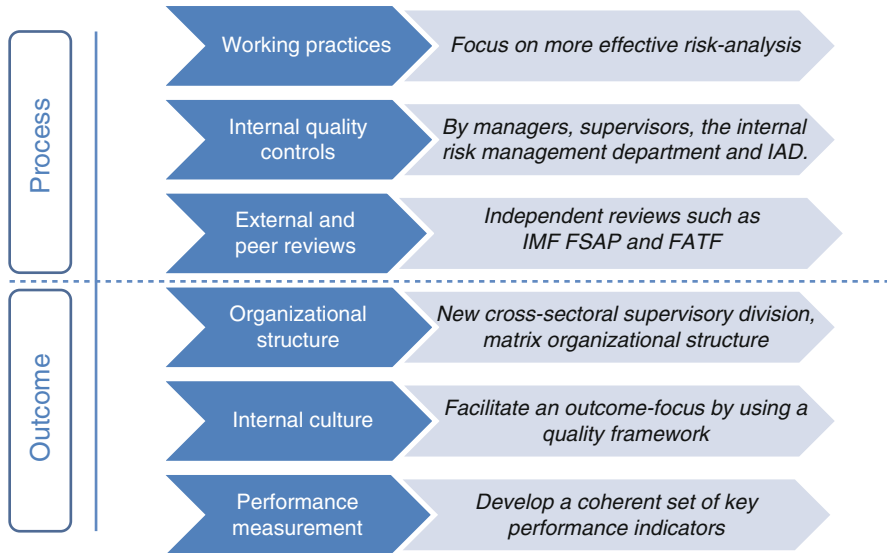 Process
Working practices
Focus on more effective risk-analysis
Internal quality
controls
By managers, supervisors, the internal
risk management department and IAD.
External and
peer reviews
Independent reviews such as
IMF FSAP and FATF
Outcome
Organizational
structure
New cross-sectoral supervisory division,
matrix organizational structure
Internal culture
Facilitate an outcome-focus by using a
quality framework
Performance
measurement
Develop a coherent set of key
performance indicators